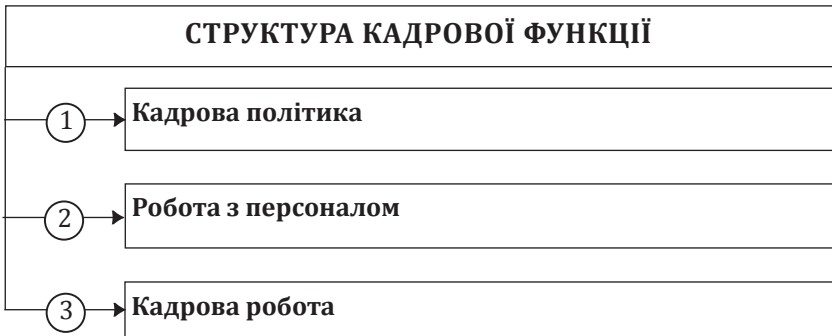 СТРУКТУРА КАДРОВОЇ ФУНКЦІЇ
1 Кадрова політика
2 Робота з персоналом
3 Кадрова робота